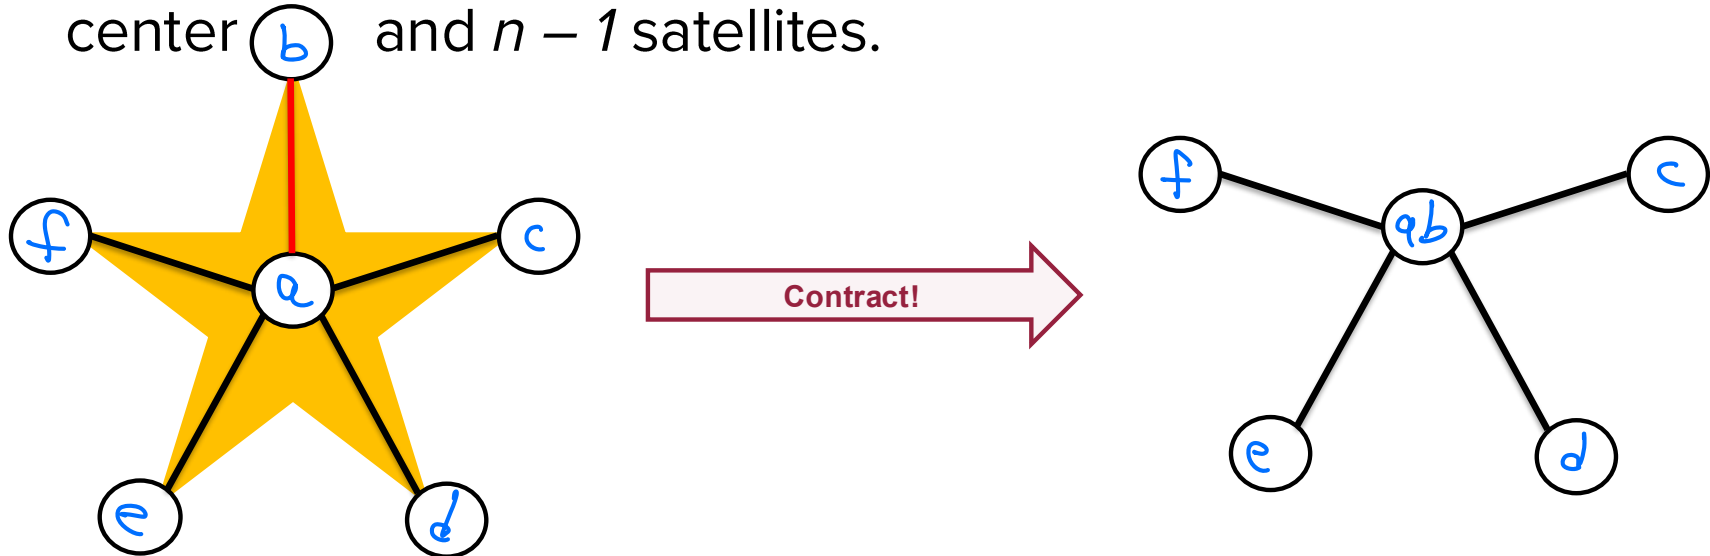 center b and n – 1 satellites.
f
c
a
Contract!
e
d
f
c
ab
e
d